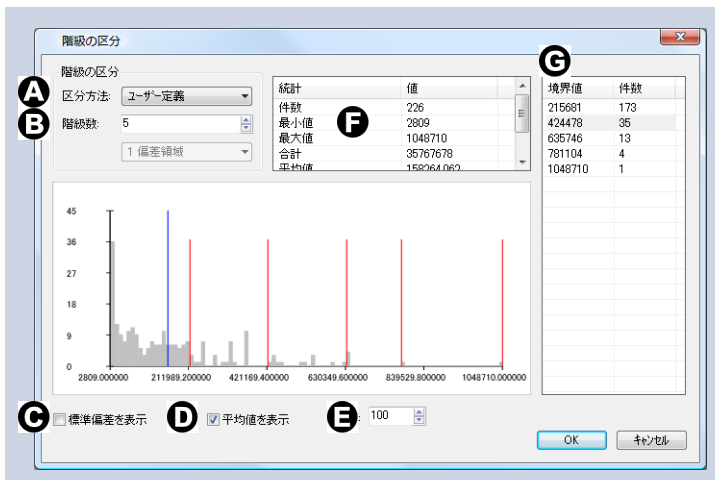 階級の区分
階級の区分
A
区分方法: ユーザー定義
B
階級数: 5
1 偏差領域
F
統計 値
件数 226
最小値 2809
最大値 1048710
合計 35767678
平均値 158264.062
G
境界値 件数
215681 173
424478 35
635746 13
781104 4
1048710 1
45
36
27
18
9
0
2809.000000 211989.200000 421169.400000 630349.600000 839529.800000 1048710.000000
C 標準偏差を表示
D 平均値を表示
E : 100
OK キャンセル